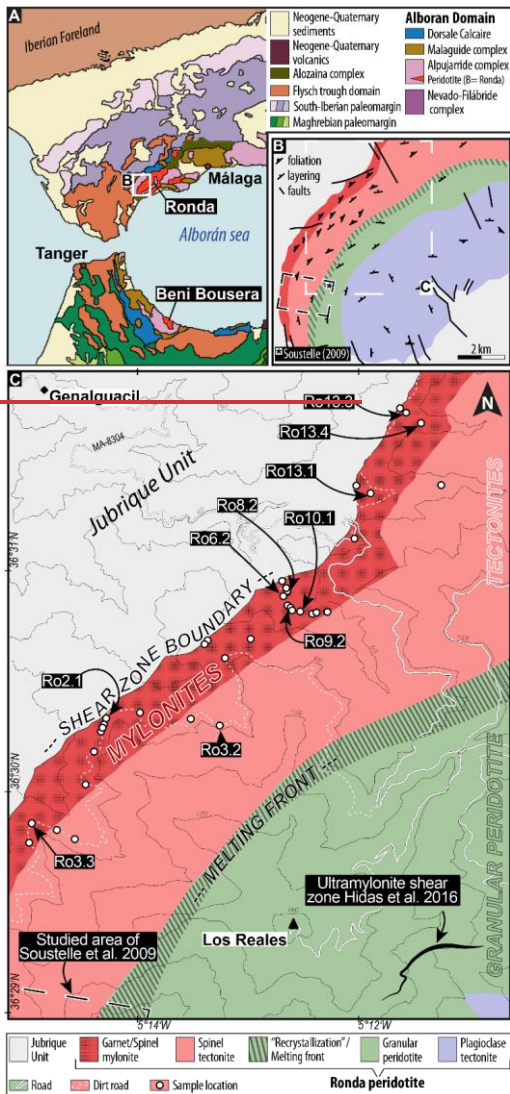 A
Iberian Foreland
B
Málaga
Ronda
Alborán sea
Tanger
Beni Bousera
Neogene-Quaternary
sediments
Neogene-Quaternary
volcanics
Alozaina complex
Flysch trough domain
South-Iberian paleomargin
Maghrebian paleomargin
Alboran Domain
Malaguide complex
Alpujarride complex
Peridotite (B= Ronda)
Nevado-Filábride
complex
B
foliation
layering
faults
C
Soustelle (2009)
2 km
C
Genalguacil
MA-8304
Jubrique Unit
N
Ro13.3
Ro13.4
Ro13.1
Ro8.2
Ro6.2
Ro10.1
Ro9.2
Ro2.1
Ro3.2
Ro3.3
--- SHEAR ZONE BOUNDARY ---
MYLONITES
TECTONITES
--- MELTING FRONT ---
GRANULAR PERIDOTITE
Ultramylonite shear
zone Hidas et al. 2016
Los Reales
Studied area of
Soustelle et al. 2009
36°31
36°30
36°29
5°14
5°12
Jubrique
Unit
Garnet/Spinel
mylonite
Spinel
tectonite
"Recrystallization"/
Melting front
Granular
peridotite
Plagioclase
tectonite
Road
Dirt road
Sample location
Ronda peridotite